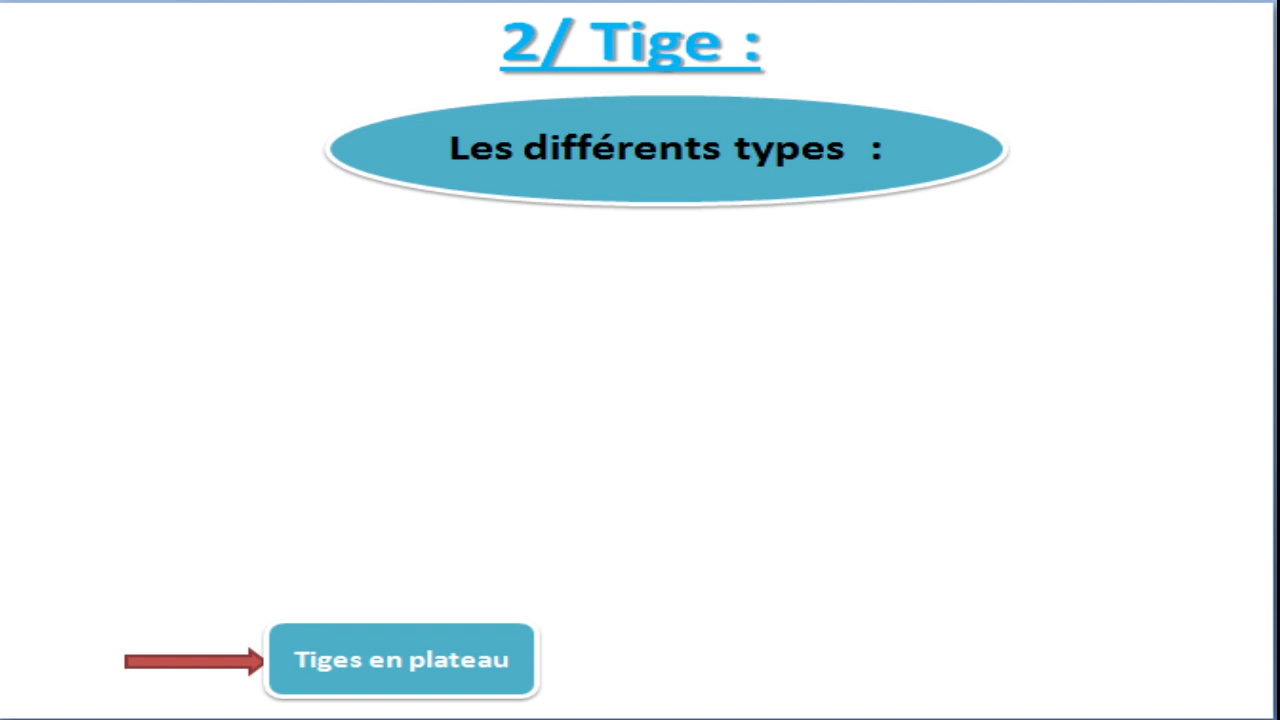 2/ Tige :
Les différents types :
Tiges en plateau